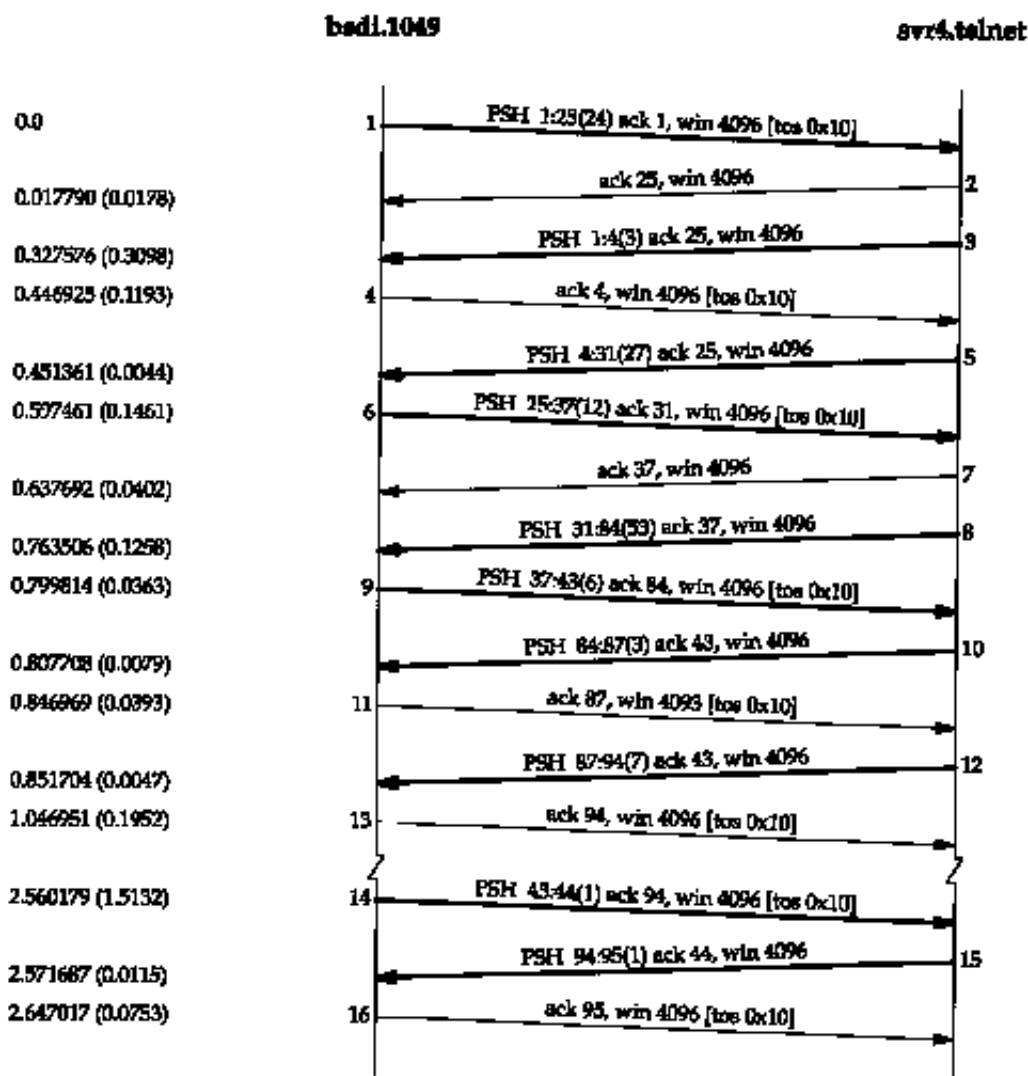 bsdi.1049
svr4.telnet
0.0
1
PSH 1:25(24) ack 1, win 4096 [tos 0x10]
0.017790 (0.0178)
ack 25, win 4096
2
0.327576 (0.3098)
PSH 1:4(3) ack 25, win 4096
3
0.446925 (0.1193)
4
ack 4, win 4096 [tos 0x10]
0.451361 (0.0044)
PSH 4:31(27) ack 25, win 4096
5
0.597461 (0.1461)
6
PSH 25:37(12) ack 31, win 4096 [tos 0x10]
0.637692 (0.0402)
ack 37, win 4096
7
0.763506 (0.1258)
PSH 31:84(53) ack 37, win 4096
8
0.799814 (0.0363)
9
PSH 37:43(6) ack 84, win 4096 [tos 0x10]
0.807708 (0.0079)
PSH 84:87(3) ack 43, win 4096
10
0.846969 (0.0393)
11
ack 87, win 4093 [tos 0x10]
0.851704 (0.0047)
PSH 87:94(7) ack 43, win 4096
12
1.046951 (0.1952)
13
ack 94, win 4096 [tos 0x10]
2.560179 (1.5132)
14
PSH 43:44(1) ack 94, win 4096 [tos 0x10]
2.571687 (0.0115)
PSH 94:95(1) ack 44, win 4096
15
2.647017 (0.0753)
16
ack 95, win 4096 [tos 0x10]